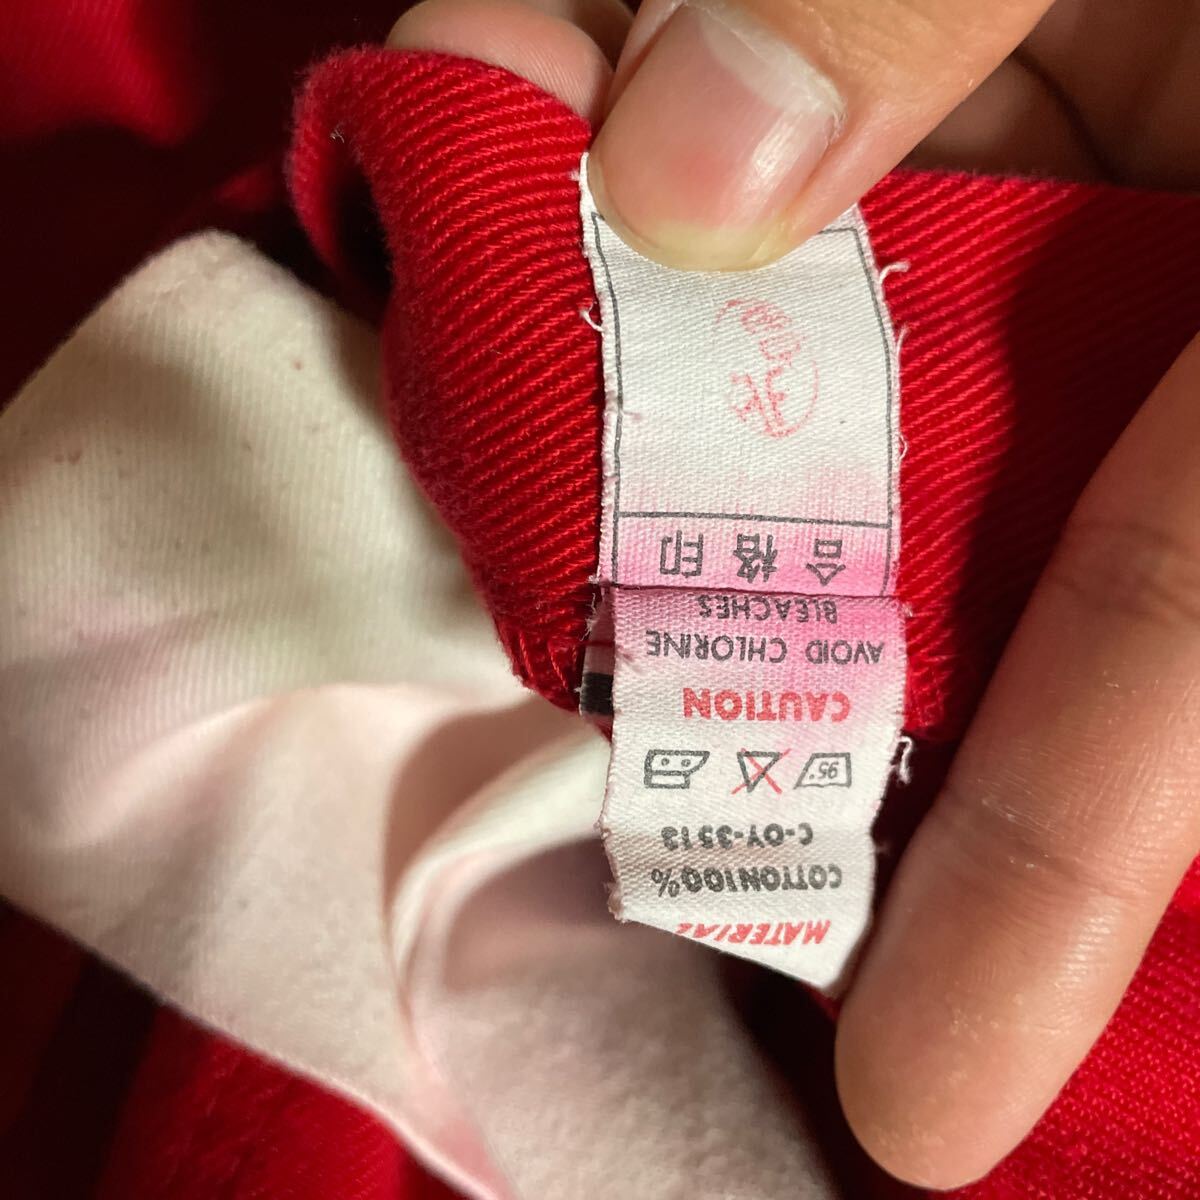 MATERIAL
COTTON100%
C-OY-3513
95°
CAUTION
AVOID CHLORINE
BLEACHES
合格印